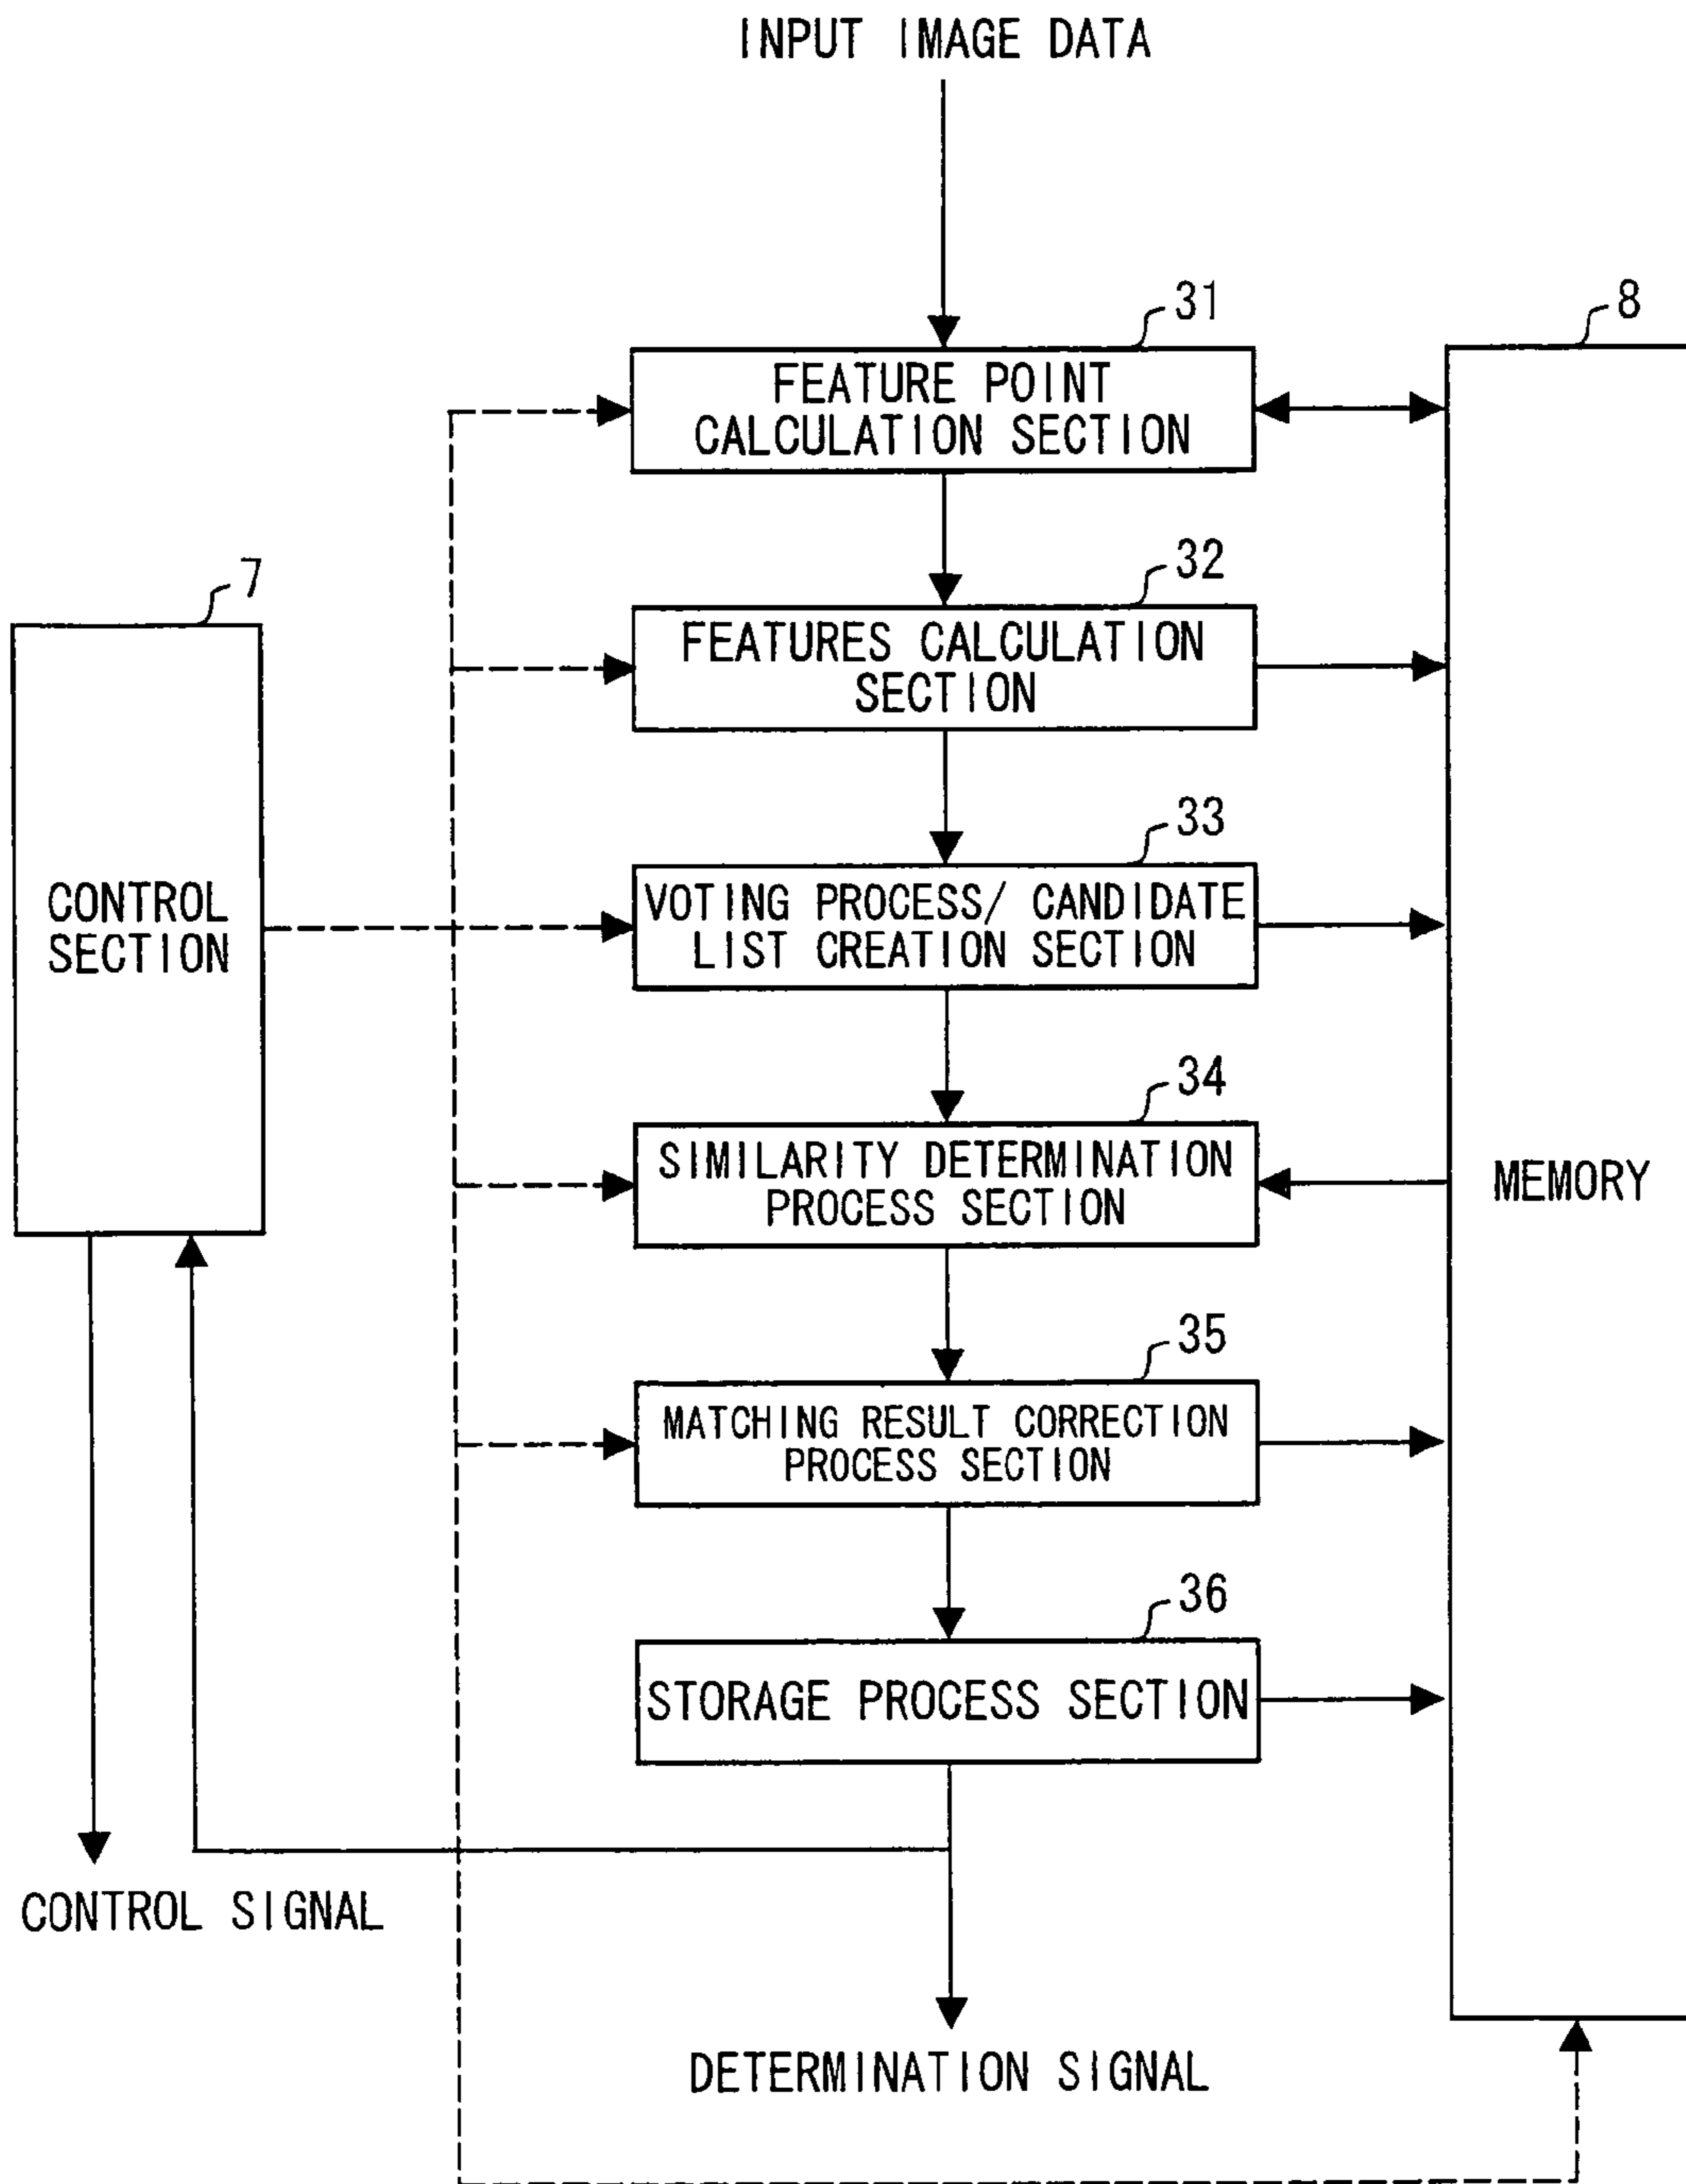 INPUT IMAGE DATA
31
8
FEATURE POINT
CALCULATION SECTION
7
32
FEATURES CALCULATION
SECTION
33
CONTROL
SECTION
VOTING PROCESS/ CANDIDATE
LIST CREATION SECTION
34
SIMILARITY DETERMINATION
PROCESS SECTION
MEMORY
35
MATCHING RESULT CORRECTION
PROCESS SECTION
36
STORAGE PROCESS SECTION
CONTROL SIGNAL
DETERMINATION SIGNAL